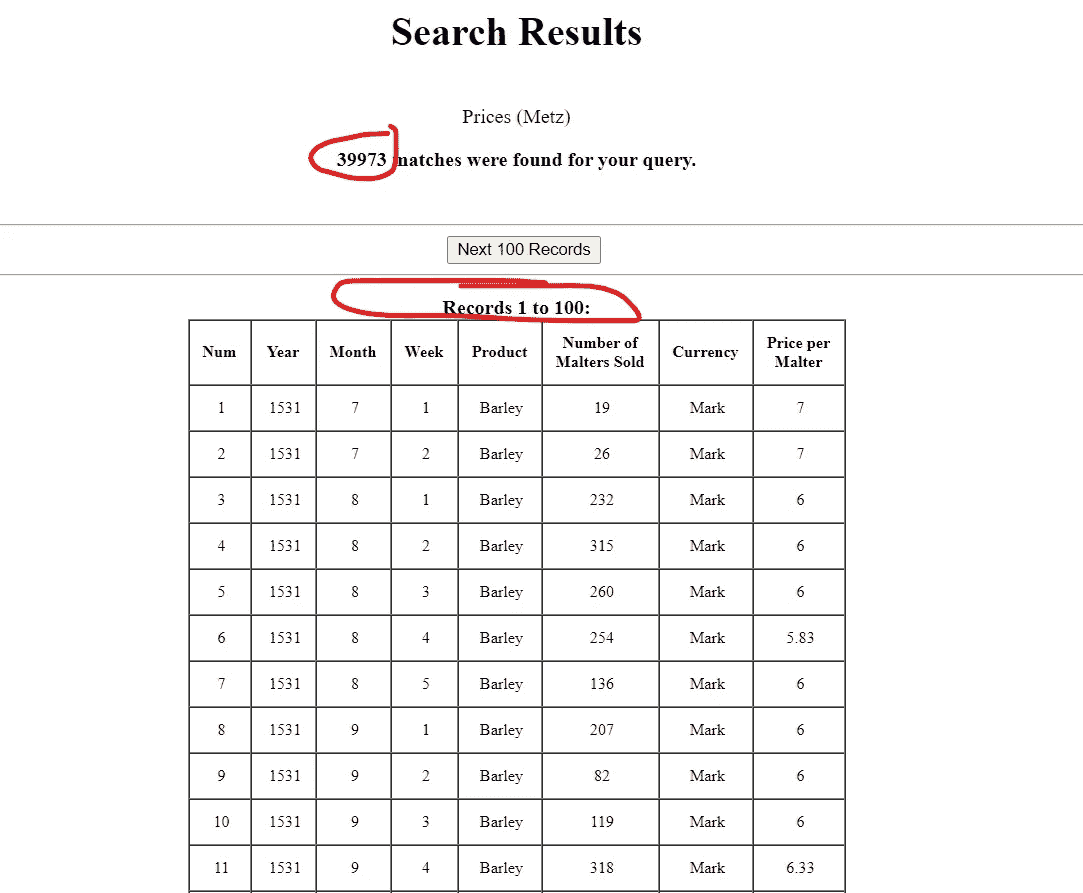 Search Results
Prices (Metz)
39973 matches were found for your query.
Next 100 Records
Records 1 to 100:
Num Year Month Week Product Number of Malters Sold Currency Price per Malter
1 1531 7 1 Barley 19 Mark 7
2 1531 7 2 Barley 26 Mark 7
3 1531 8 1 Barley 232 Mark 6
4 1531 8 2 Barley 315 Mark 6
5 1531 8 3 Barley 260 Mark 6
6 1531 8 4 Barley 254 Mark 5.83
7 1531 8 5 Barley 136 Mark 6
8 1531 9 1 Barley 207 Mark 6
9 1531 9 2 Barley 82 Mark 6
10 1531 9 3 Barley 119 Mark 6
11 1531 9 4 Barley 318 Mark 6.33